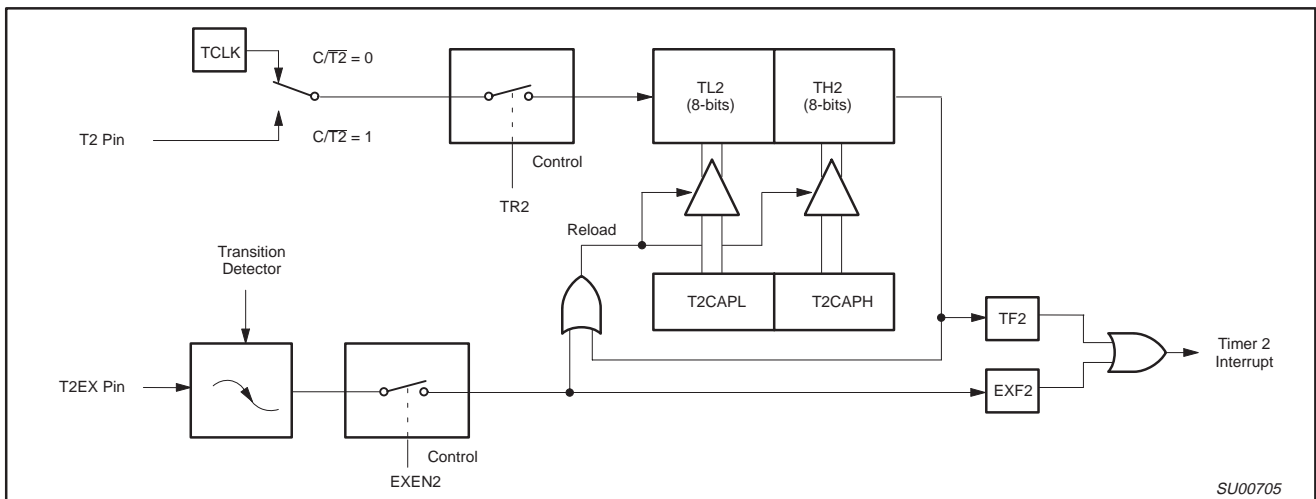 TCLK
C/T2 = 0
T2 Pin
C/T2 = 1
Control
TR2
TL2
(8-bits)
TH2
(8-bits)
Reload
Transition
Detector
T2CAPL
T2CAPH
TF2
Timer 2
Interrupt
T2EX Pin
EXF2
Control
EXEN2
SU00705